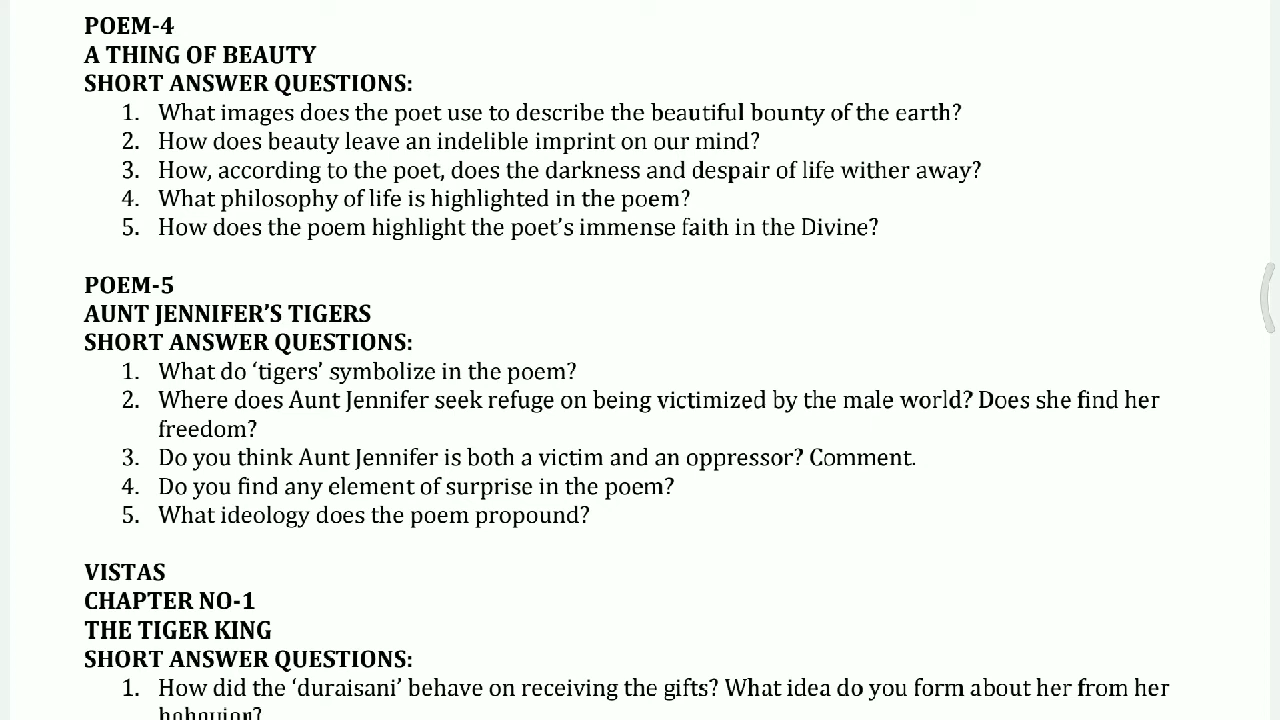 POEM-4
A THING OF BEAUTY
SHORT ANSWER QUESTIONS:
1. What images does the poet use to describe the beautiful bounty of the earth?
2. How does beauty leave an indelible imprint on our mind?
3. How, according to the poet, does the darkness and despair of life wither away?
4. What philosophy of life is highlighted in the poem?
5. How does the poem highlight the poet’s immense faith in the Divine?
POEM-5
AUNT JENNIFER’S TIGERS
SHORT ANSWER QUESTIONS:
1. What do ‘tigers’ symbolize in the poem?
2. Where does Aunt Jennifer seek refuge on being victimized by the male world? Does she find her
freedom?
3. Do you think Aunt Jennifer is both a victim and an oppressor? Comment.
4. Do you find any element of surprise in the poem?
5. What ideology does the poem propound?
VISTAS
CHAPTER NO-1
THE TIGER KING
SHORT ANSWER QUESTIONS:
1. How did the ‘duraisani’ behave on receiving the gifts? What idea do you form about her from her